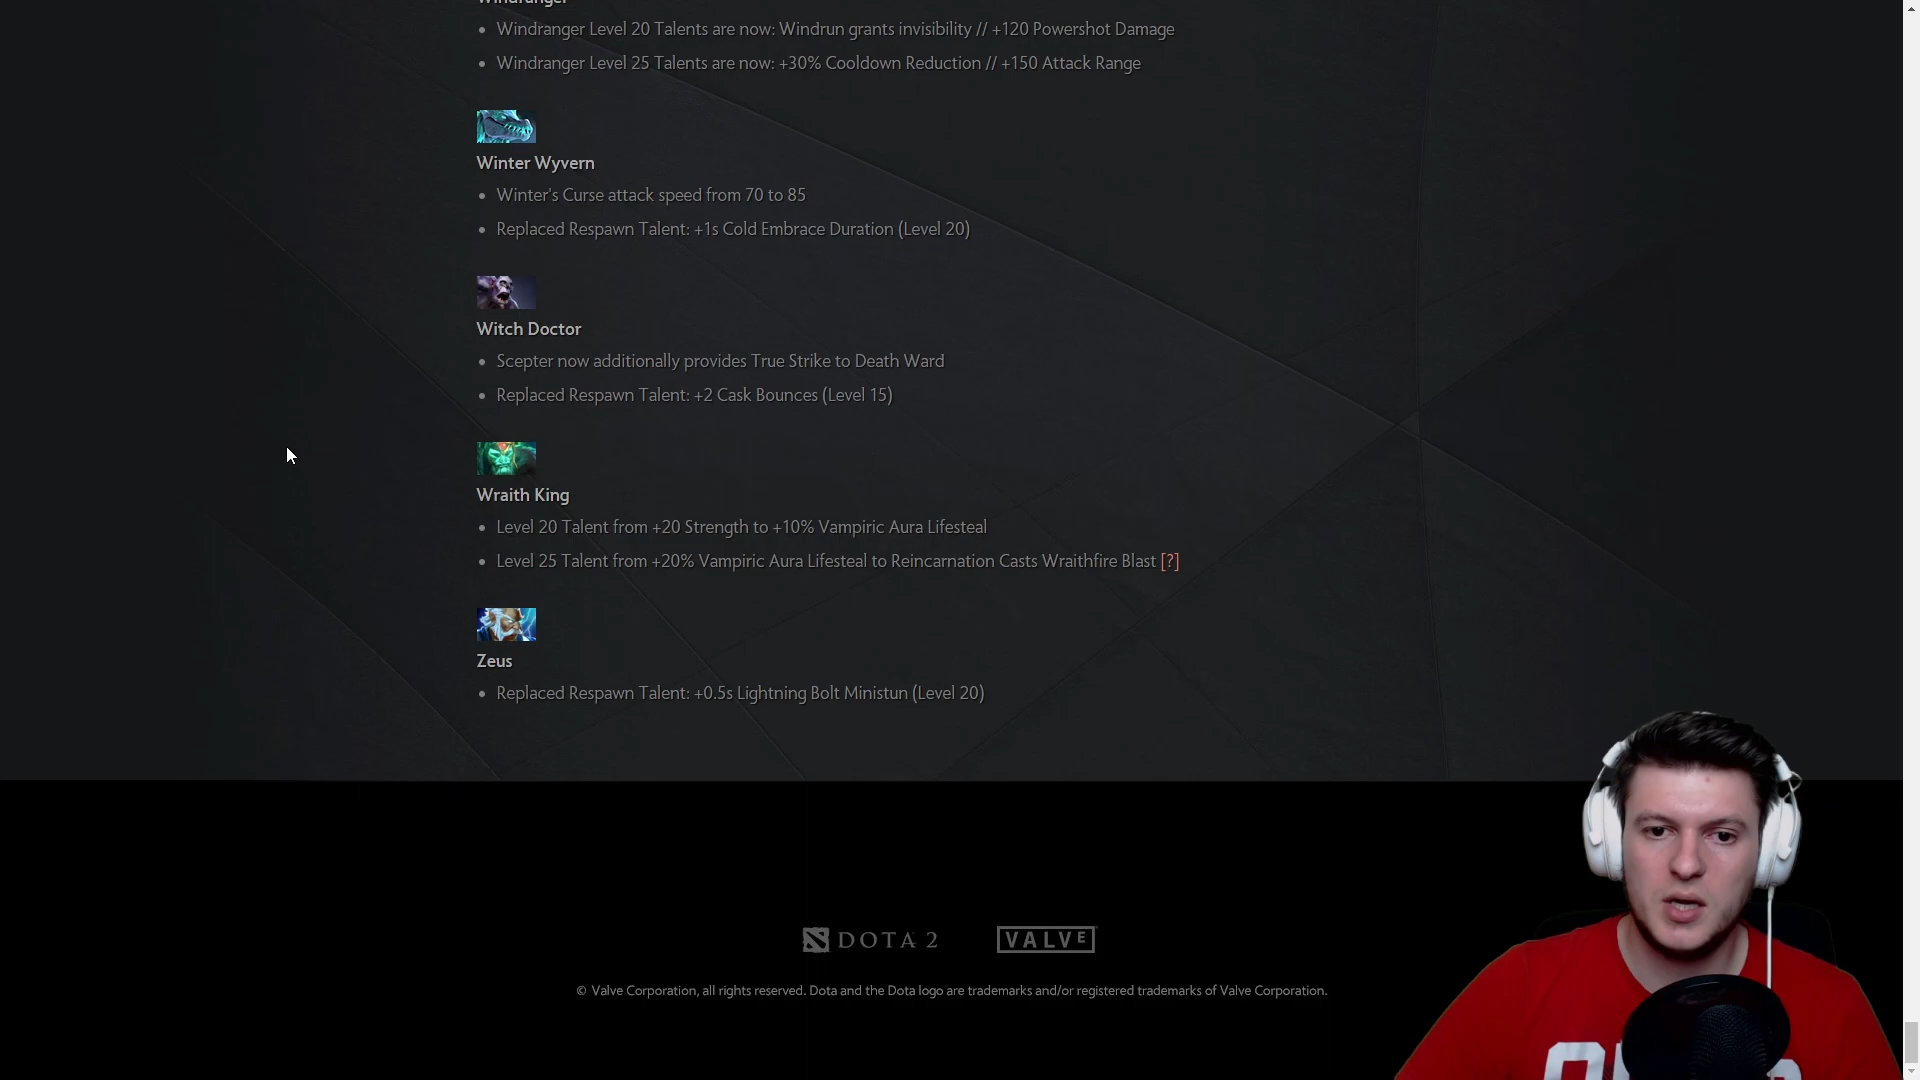 Windranger
Windranger Level 20 Talents are now: Windrun grants invisibility // +120 Powershot Damage
Windranger Level 25 Talents are now: +30% Cooldown Reduction // +150 Attack Range
Winter Wyvern
Winter's Curse attack speed from 70 to 85
Replaced Respawn Talent: +1s Cold Embrace Duration (Level 20)
Witch Doctor
Scepter now additionally provides True Strike to Death Ward
Replaced Respawn Talent: +2 Cask Bounces (Level 15)
Wraith King
Level 20 Talent from +20 Strength to +10% Vampiric Aura Lifesteal
Level 25 Talent from +20% Vampiric Aura Lifesteal to Reincarnation Casts Wraithfire Blast [?]
Zeus
Replaced Respawn Talent: +0.5s Lightning Bolt Ministun (Level 20)
DOTA 2
VALVE
© Valve Corporation, all rights reserved. Dota and the Dota logo are trademarks and/or registered trademarks of Valve Corporation.